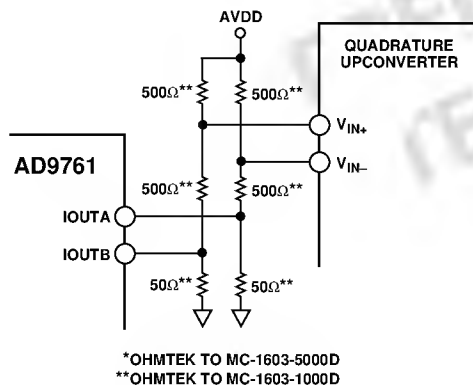 AVDD
QUADRATURE
UPCONVERTER
500Ω**
500Ω**
VIN+
VIN–
AD9761
500Ω**
500Ω**
IOUTA
IOUTB
50Ω**
50Ω**
*OHMTEK TO MC-1603-5000D
**OHMTEK TO MC-1603-1000D